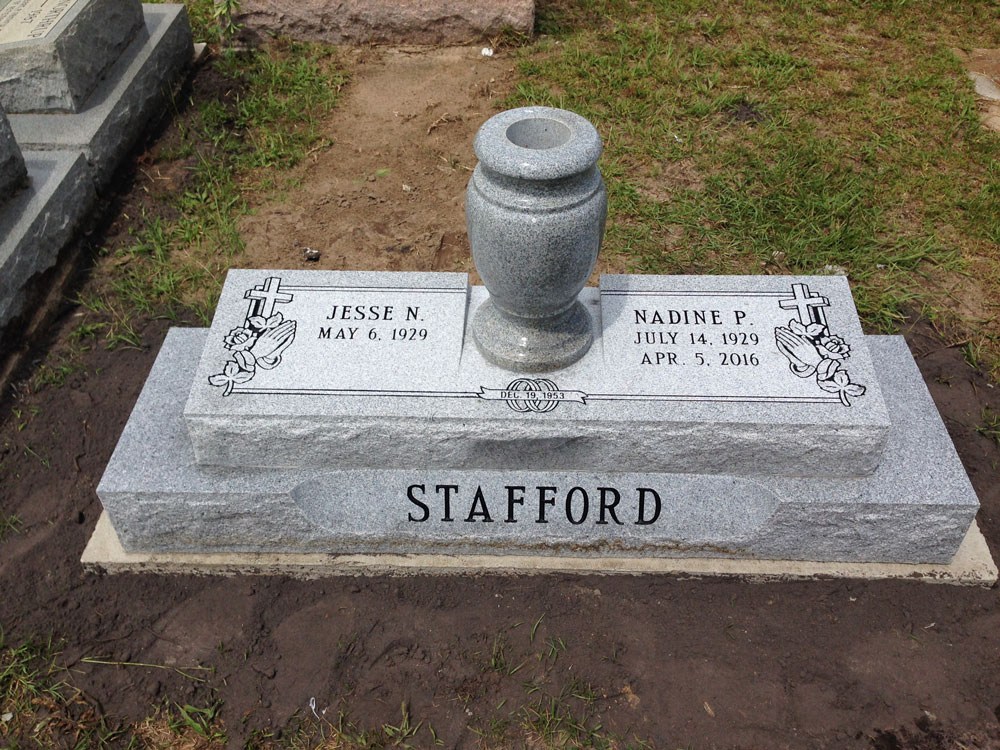 JESSE N.
MAY 6, 1929
NADINE P.
JULY 14, 1929
APR. 5, 2016
DEC. 19, 1953
STAFFORD